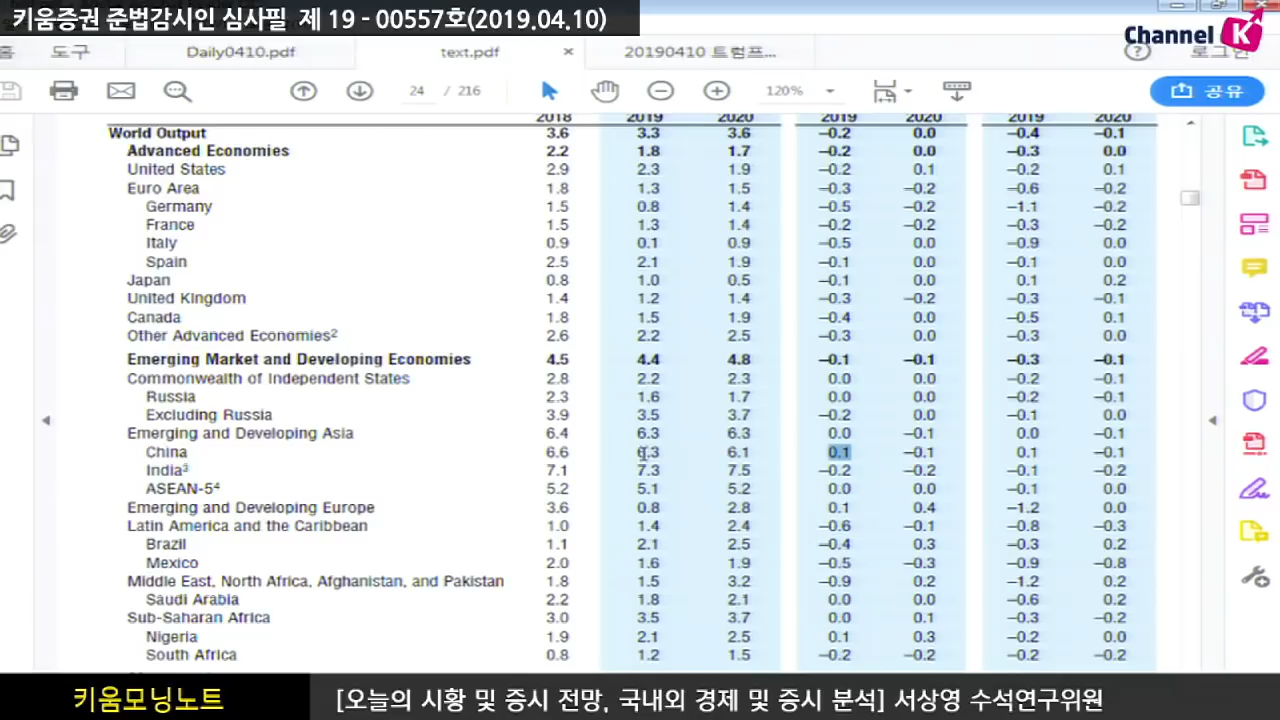 키움증권 준법감시인 심사필 제 19 - 00557호(2019.04.10)
Channel K
홈 도구 Daily0410.pdf text.pdf × 20190410 트럼프... ? 로그인
24 / 216 120% 공유
2018 2019 2020 2019 2020 2019 2020
World Output 3.6 3.3 3.6 –0.2 0.0 –0.4 –0.1
Advanced Economies 2.2 1.8 1.7 –0.2 0.0 –0.3 0.0
United States 2.9 2.3 1.9 –0.2 0.1 –0.2 0.1
Euro Area 1.8 1.3 1.5 –0.3 –0.2 –0.6 –0.2
Germany 1.5 0.8 1.4 –0.5 –0.2 –1.1 –0.2
France 1.5 1.3 1.4 –0.2 –0.2 –0.3 –0.2
Italy 0.9 0.1 0.9 –0.5 0.0 –0.9 0.0
Spain 2.5 2.1 1.9 –0.1 0.0 –0.1 0.0
Japan 0.8 1.0 0.5 –0.1 0.0 0.1 0.2
United Kingdom 1.4 1.2 1.4 –0.3 –0.2 –0.3 –0.1
Canada 1.8 1.5 1.9 –0.4 0.0 –0.5 0.1
Other Advanced Economies² 2.6 2.2 2.5 –0.3 0.0 –0.3 0.0
Emerging Market and Developing Economies 4.5 4.4 4.8 –0.1 –0.1 –0.3 –0.1
Commonwealth of Independent States 2.8 2.2 2.3 0.0 0.0 –0.2 –0.1
Russia 2.3 1.6 1.7 0.0 0.0 –0.2 –0.1
Excluding Russia 3.9 3.5 3.7 –0.2 0.0 –0.1 0.0
Emerging and Developing Asia 6.4 6.3 6.3 0.0 –0.1 0.0 –0.1
China 6.6 6.3 6.1 0.1 –0.1 0.1 –0.1
India³ 7.1 7.3 7.5 –0.2 –0.2 –0.1 –0.2
ASEAN-5⁴ 5.2 5.1 5.2 0.0 0.0 –0.1 0.0
Emerging and Developing Europe 3.6 0.8 2.8 0.1 0.4 –1.2 0.0
Latin America and the Caribbean 1.0 1.4 2.4 –0.6 –0.1 –0.8 –0.3
Brazil 1.1 2.1 2.5 –0.4 0.3 –0.3 0.2
Mexico 2.0 1.6 1.9 –0.5 –0.3 –0.9 –0.8
Middle East, North Africa, Afghanistan, and Pakistan 1.8 1.5 3.2 –0.9 0.2 –1.2 0.2
Saudi Arabia 2.2 1.8 2.1 0.0 0.0 –0.6 0.2
Sub-Saharan Africa 3.0 3.5 3.7 0.0 0.1 –0.3 –0.2
Nigeria 1.9 2.1 2.5 0.1 0.3 –0.2 0.0
South Africa 0.8 1.2 1.5 –0.2 –0.2 –0.2 –0.2
키움모닝노트 [오늘의 시황 및 증시 전망, 국내외 경제 및 증시 분석] 서상영 수석연구위원